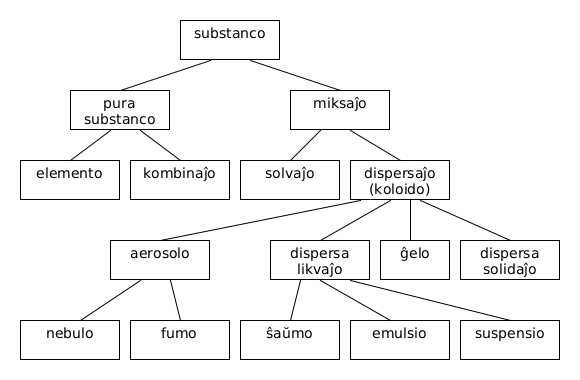 substanco
pura
substanco
miksaĵo
elemento
kombinaĵo
solvaĵo
dispersaĵo
(koloido)
aerosolo
dispersa
likvaĵo
ĝelo
dispersa
solidaĵo
nebulo
fumo
ŝaŭmo
emulsio
suspensio